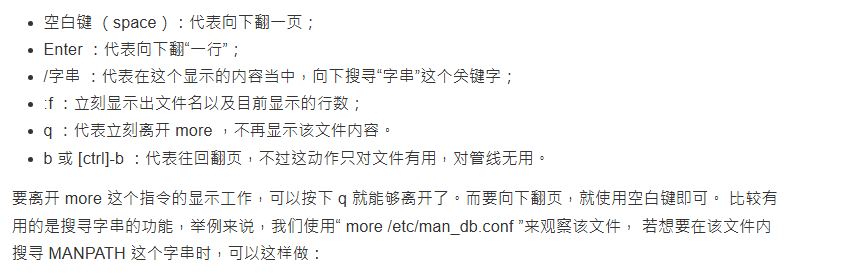 • 空白键 (space):代表向下翻一页;
• Enter :代表向下翻“一行”;
• /字串 :代表在这个显示的内容当中,向下搜寻“字串”这个关键字;
• :f :立刻显示出文件名以及目前显示的行数;
• q :代表立刻离开 more ,不再显示该文件内容。
• b 或 [ctrl]-b :代表往回翻页,不过这动作只对文件有用,对管线无用。
要离开 more 这个指令的显示工作,可以按下 q 就能够离开了。而要向下翻页,就使用空白键即可。 比较有
用的是搜寻字串的功能,举例来说,我们使用“ more /etc/man_db.conf ”来观察该文件, 若想要在该文件内
搜寻 MANPATH 这个字串时,可以这样做: